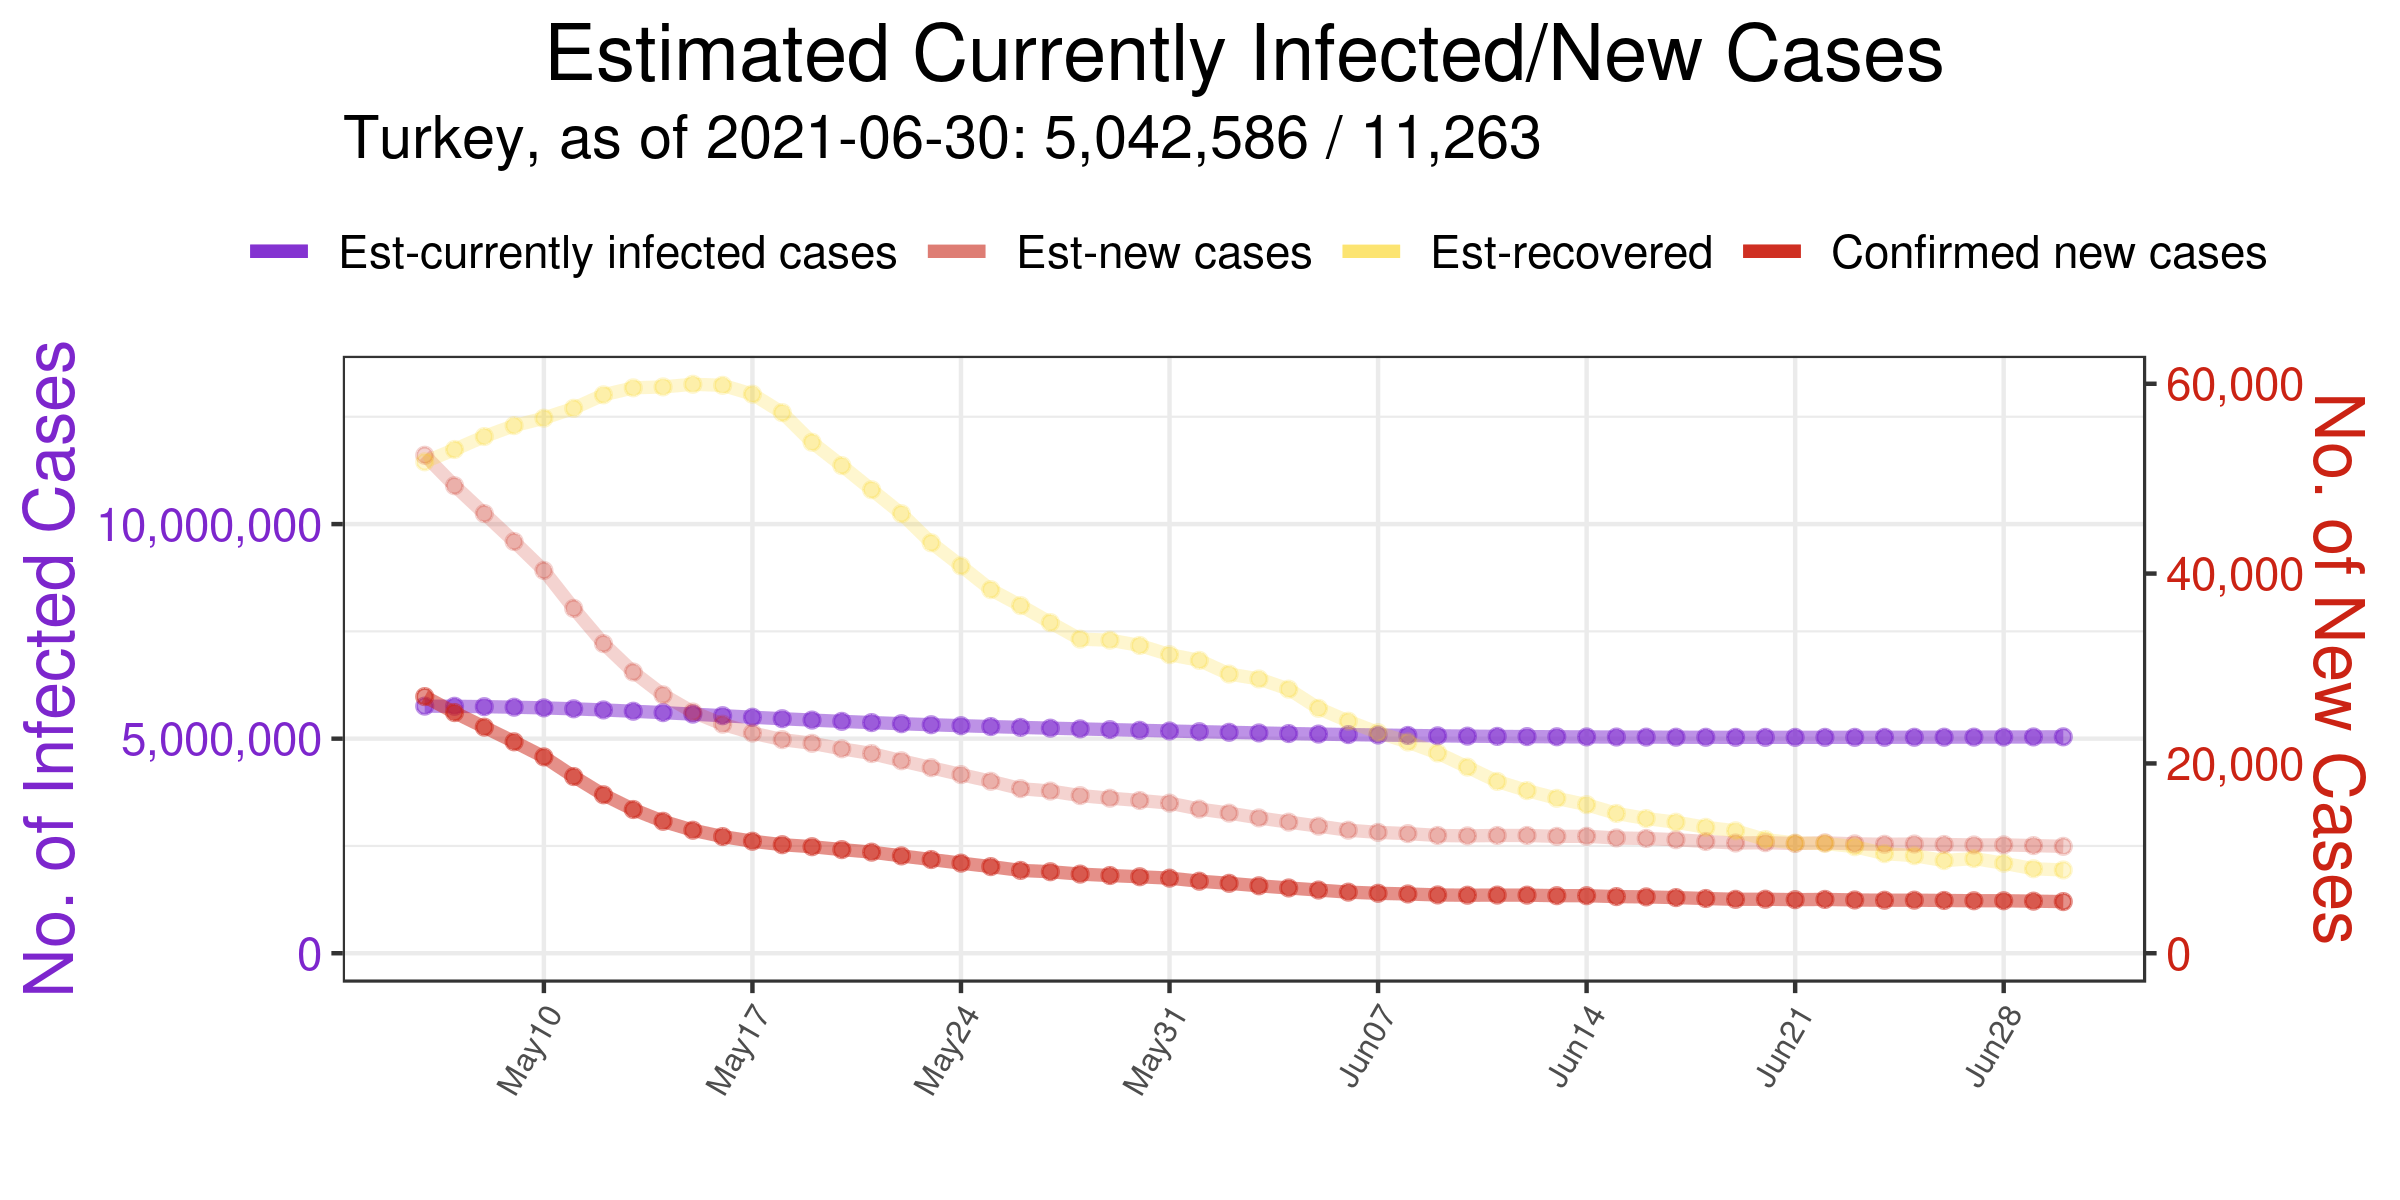 Estimated Currently Infected/New Cases
Turkey, as of 2021-06-30: 5,042,586 / 11,263
Est-currently infected cases Est-new cases Est-recovered Confirmed new cases
No. of Infected Cases
10,000,000
5,000,000
0
60,000
40,000
20,000
0
No. of New Cases
May10 May17 May24 May31 Jun07 Jun14 Jun21 Jun28